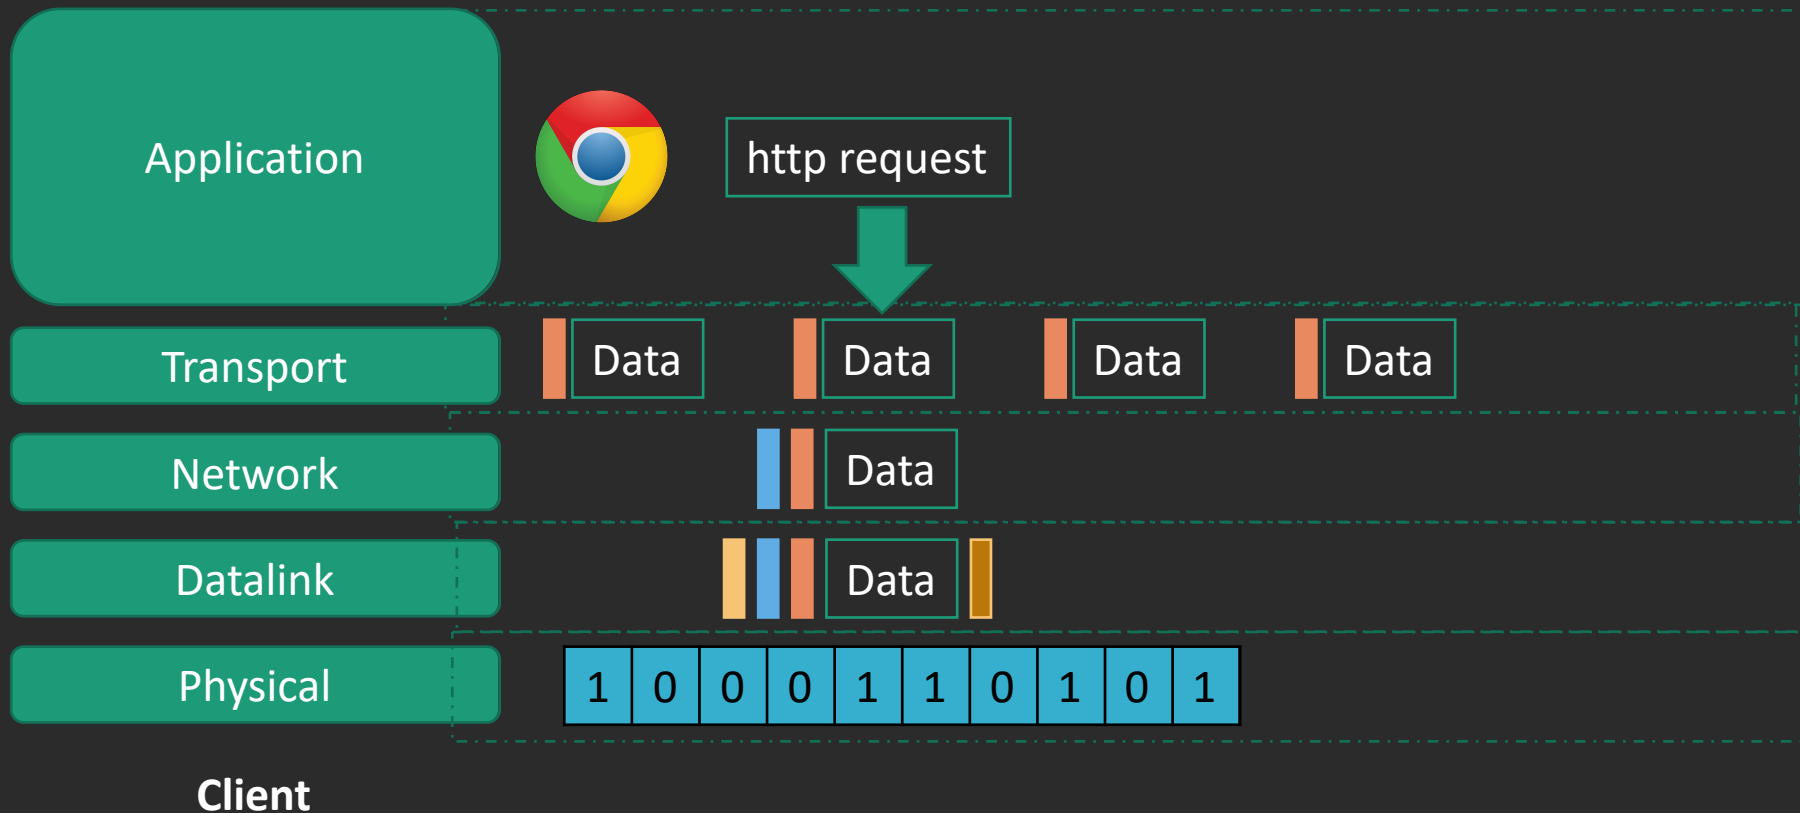 Application
http request
Transport
Data Data Data Data
Network
Data
Datalink
Data
Physical
1 0 0 0 1 1 0 1 0 1
Client